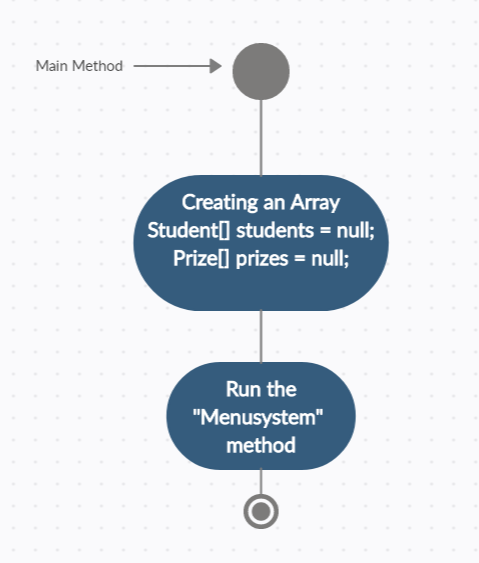 Main Method
Creating an Array
Student[] students = null;
Prize[] prizes = null;
Run the
"Menusystem"
method